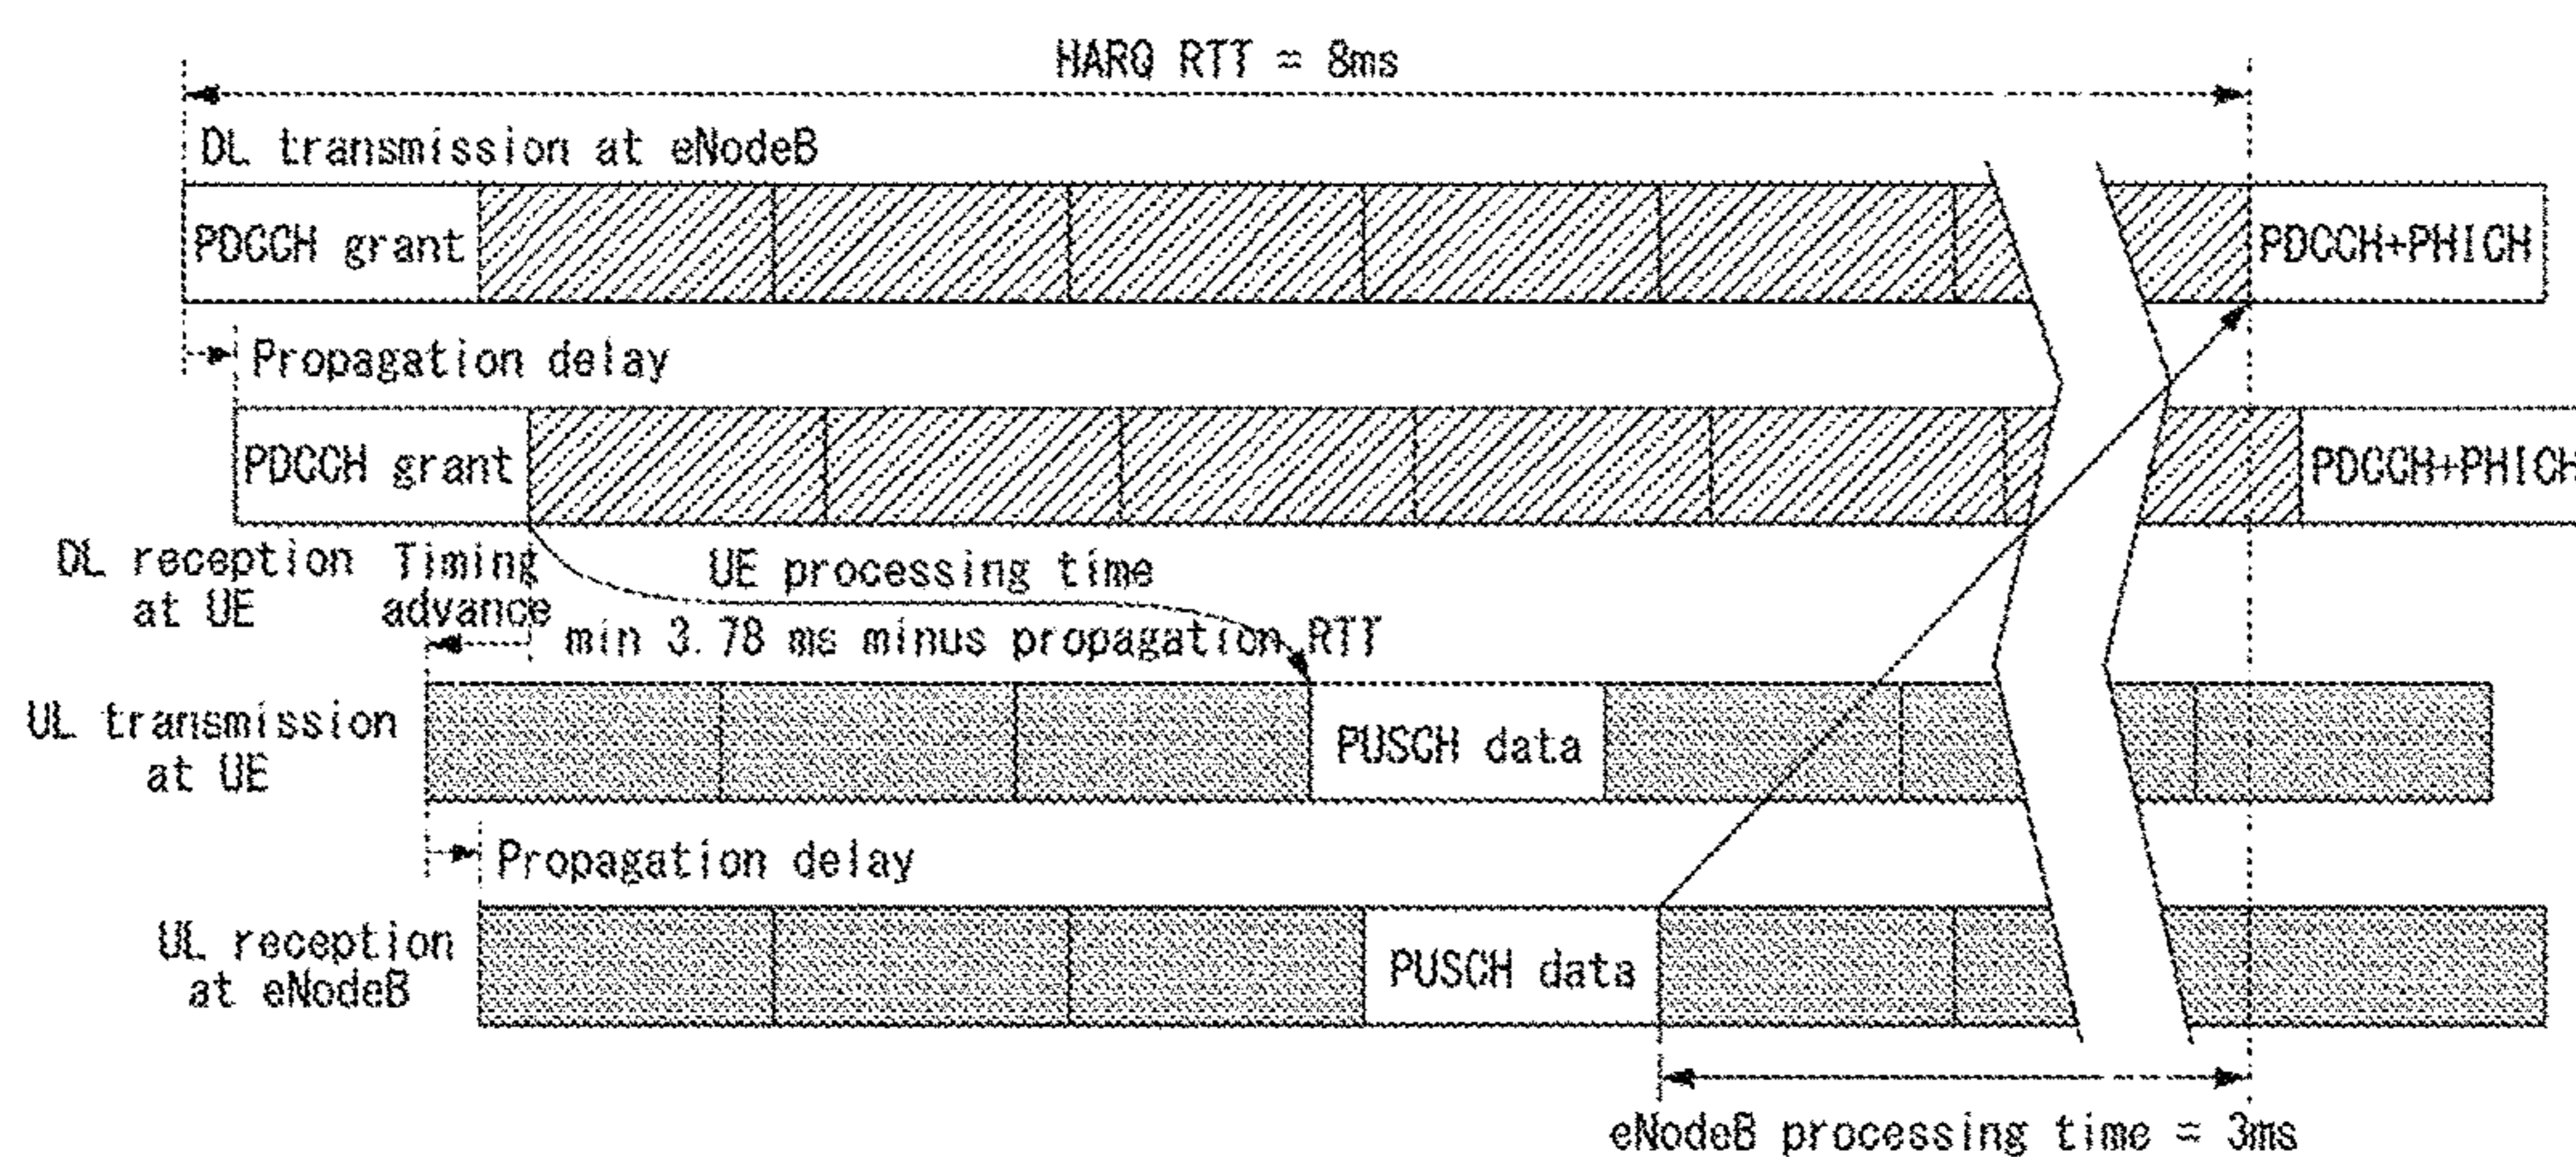 HARQ RTT = 8ms
DL transmission at eNodeB
PDCCH grant
PDCCH+PHICH
Propagation delay
PDCCH grant
PDCCH+PHICH
DL reception
at UE
Timing
advance
UE processing time
min 3.78 ms minus propagation RTT
UL transmission
at UE
PUSCH data
Propagation delay
UL reception
at eNodeB
PUSCH data
eNodeB processing time = 3ms